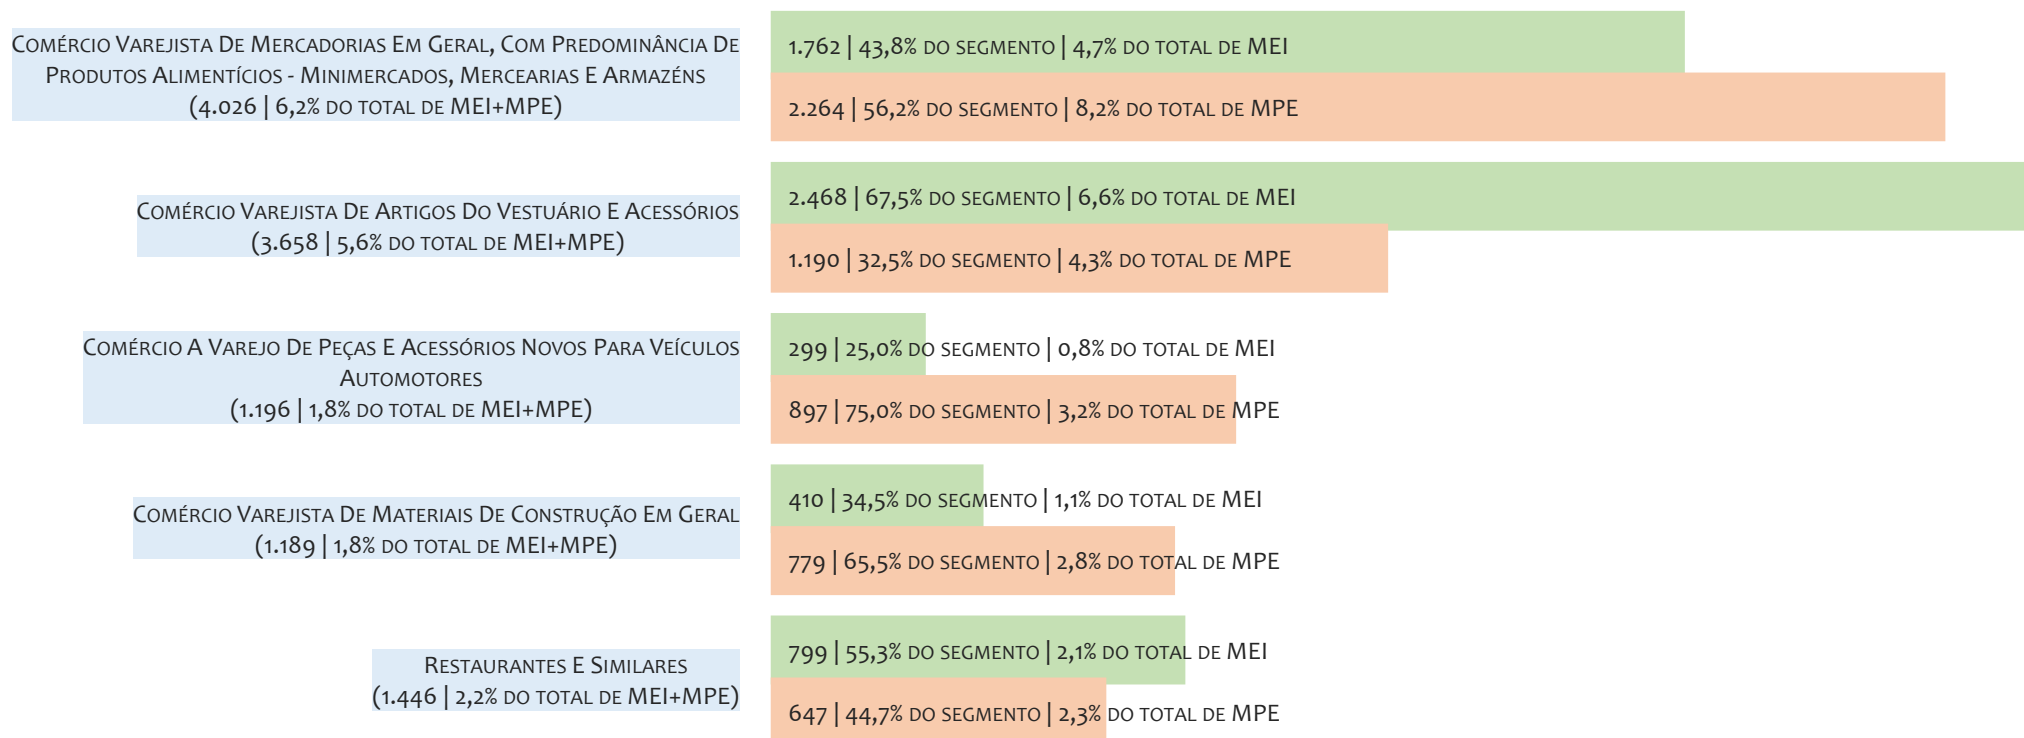 Comércio Varejista De Mercadorias Em Geral, Com Predominância De
Produtos Alimentícios - Minimercados, Mercearias E Armazéns
(4.026 | 6,2% do total de MEI+MPE)
1.762 | 43,8% do segmento | 4,7% do total de MEI
2.264 | 56,2% do segmento | 8,2% do total de MPE
Comércio Varejista De Artigos Do Vestuário E Acessórios
(3.658 | 5,6% do total de MEI+MPE)
2.468 | 67,5% do segmento | 6,6% do total de MEI
1.190 | 32,5% do segmento | 4,3% do total de MPE
Comércio A Varejo De Peças E Acessórios Novos Para Veículos
Automotores
(1.196 | 1,8% do total de MEI+MPE)
299 | 25,0% do segmento | 0,8% do total de MEI
897 | 75,0% do segmento | 3,2% do total de MPE
Comércio Varejista De Materiais De Construção Em Geral
(1.189 | 1,8% do total de MEI+MPE)
410 | 34,5% do segmento | 1,1% do total de MEI
779 | 65,5% do segmento | 2,8% do total de MPE
Restaurantes E Similares
(1.446 | 2,2% do total de MEI+MPE)
799 | 55,3% do segmento | 2,1% do total de MEI
647 | 44,7% do segmento | 2,3% do total de MPE